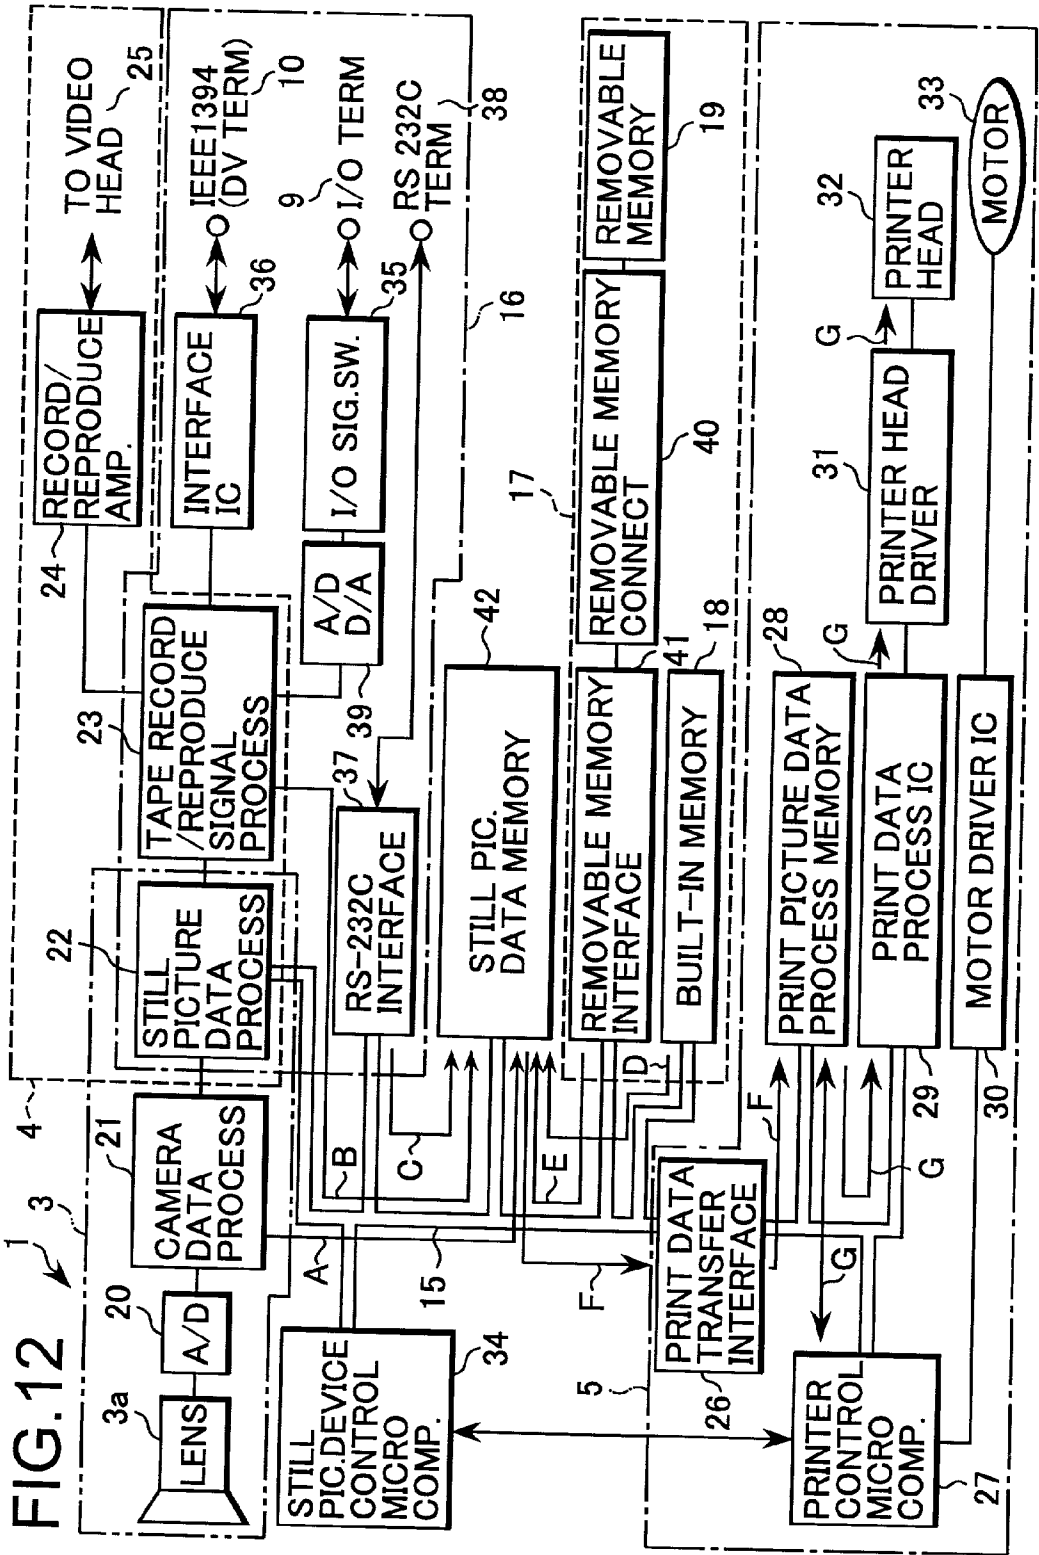 FIG.12
1
3
4
3a
LENS
20
A/D
21
CAMERA
DATA
PROCESS
22
STILL
PICTURE
DATA
PROCESS
23
TAPE RECORD
/REPRODUCE
SIGNAL
PROCESS
24
RECORD/
REPRODUCE
AMP.
TO VIDEO
HEAD
25
INTERFACE
IC
36
IEEE1394
(DV TERM)
10
A/D
D/A
39
I/O SIG.SW.
35
9
I/O TERM
RS 232C
TERM
38
16
RS-232C
INTERFACE
37
STILL
PIC.DEVICE
CONTROL
MICRO
COMP.
34
A
15
B
C
STILL PIC.
DATA MEMORY
42
17
REMOVABLE MEMORY
INTERFACE
41
REMOVABLE MEMORY
CONNECT
40
REMOVABLE
MEMORY
19
BUILT-IN MEMORY
18
D
E
F
5
PRINT DATA
TRANSFER
INTERFACE
26
F
G
G
PRINT PICTURE DATA
PROCESS MEMORY
28
PRINT DATA
PROCESS IC
29
G
PRINTER HEAD
DRIVER
31
G
PRINTER
HEAD
32
PRINTER
CONTROL
MICRO
COMP.
27
MOTOR DRIVER IC
30
MOTOR
33